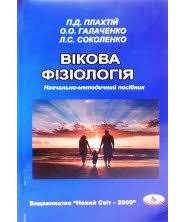 П.Д. ПЛАХТІЙ
О.О. ГАЛАЧЕНКО
Л.С. СОКОЛЕНКО
ВІКОВА
ФІЗІОЛОГІЯ
Навчально-методичний посібник
Видавництво "Новий Світ - 2000"